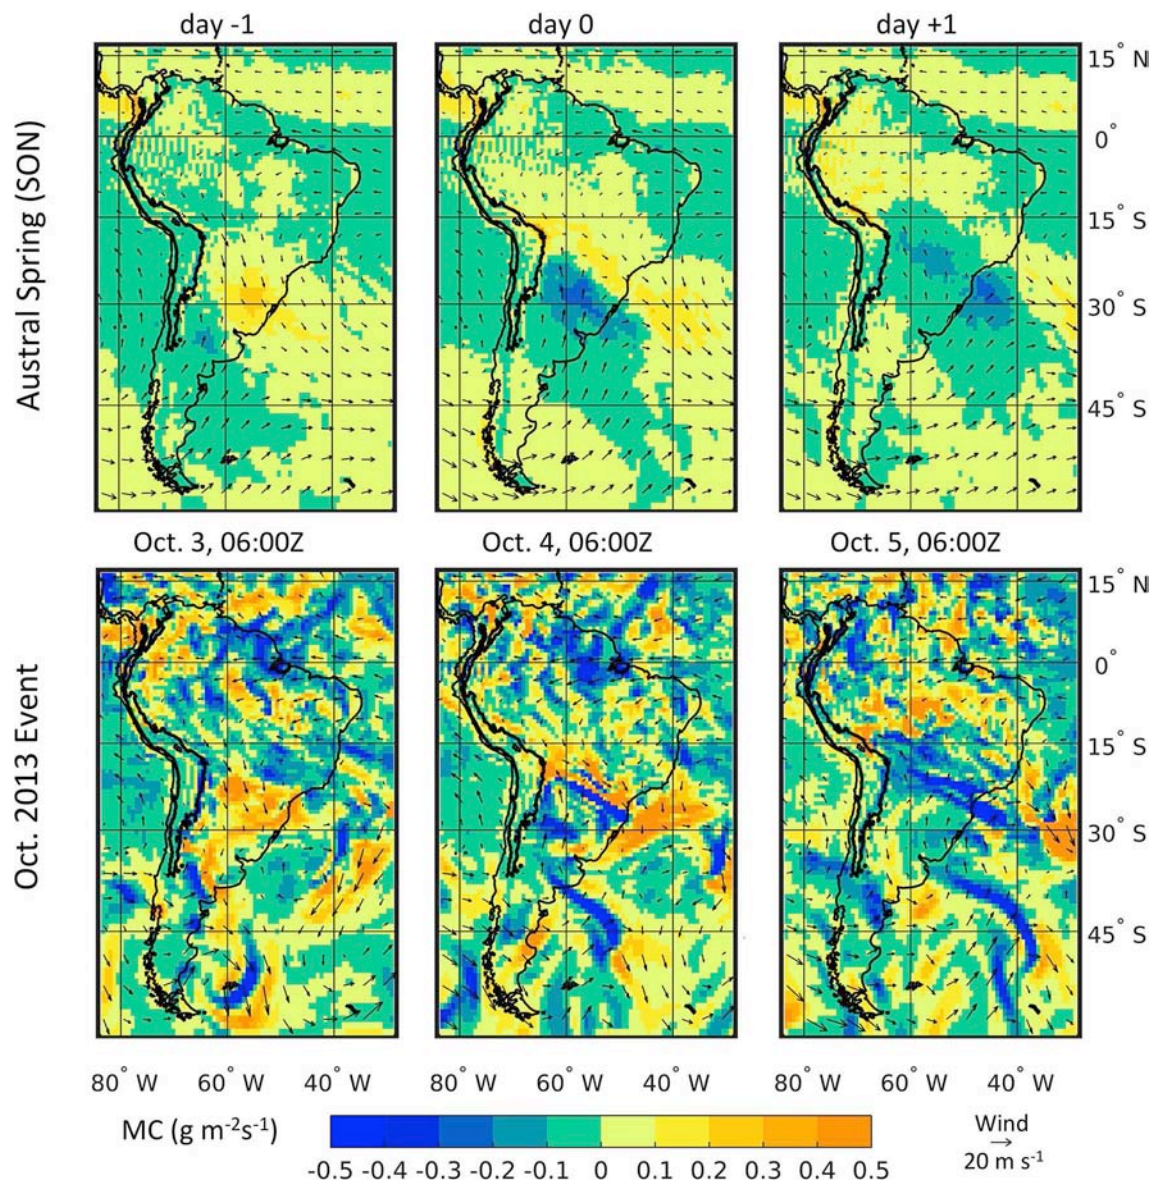 day -1 day 0 day +1
15° N
0°
15° S
30° S
45° S
Austral Spring (SON)
Oct. 3, 06:00Z Oct. 4, 06:00Z Oct. 5, 06:00Z
15° N
0°
15° S
30° S
45° S
Oct. 2013 Event
80° W 60° W 40° W 80° W 60° W 40° W 80° W 60° W 40° W
MC (g m⁻²s⁻¹)
-0.5 -0.4 -0.3 -0.2 -0.1 0 0.1 0.2 0.3 0.4 0.5
Wind
20 m s⁻¹